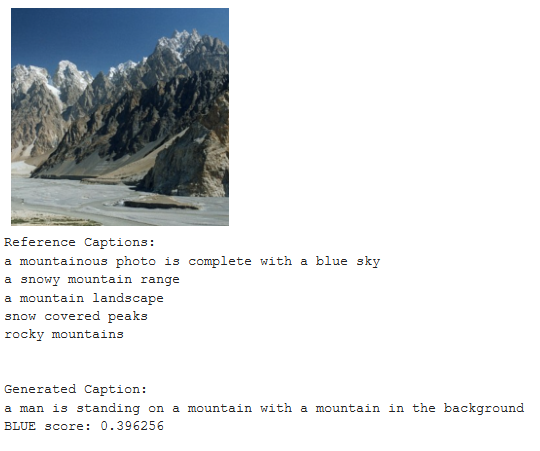 Reference Captions:
a mountainous photo is complete with a blue sky
a snowy mountain range
a mountain landscape
snow covered peaks
rocky mountains
Generated Caption:
a man is standing on a mountain with a mountain in the background
BLUE score: 0.396256